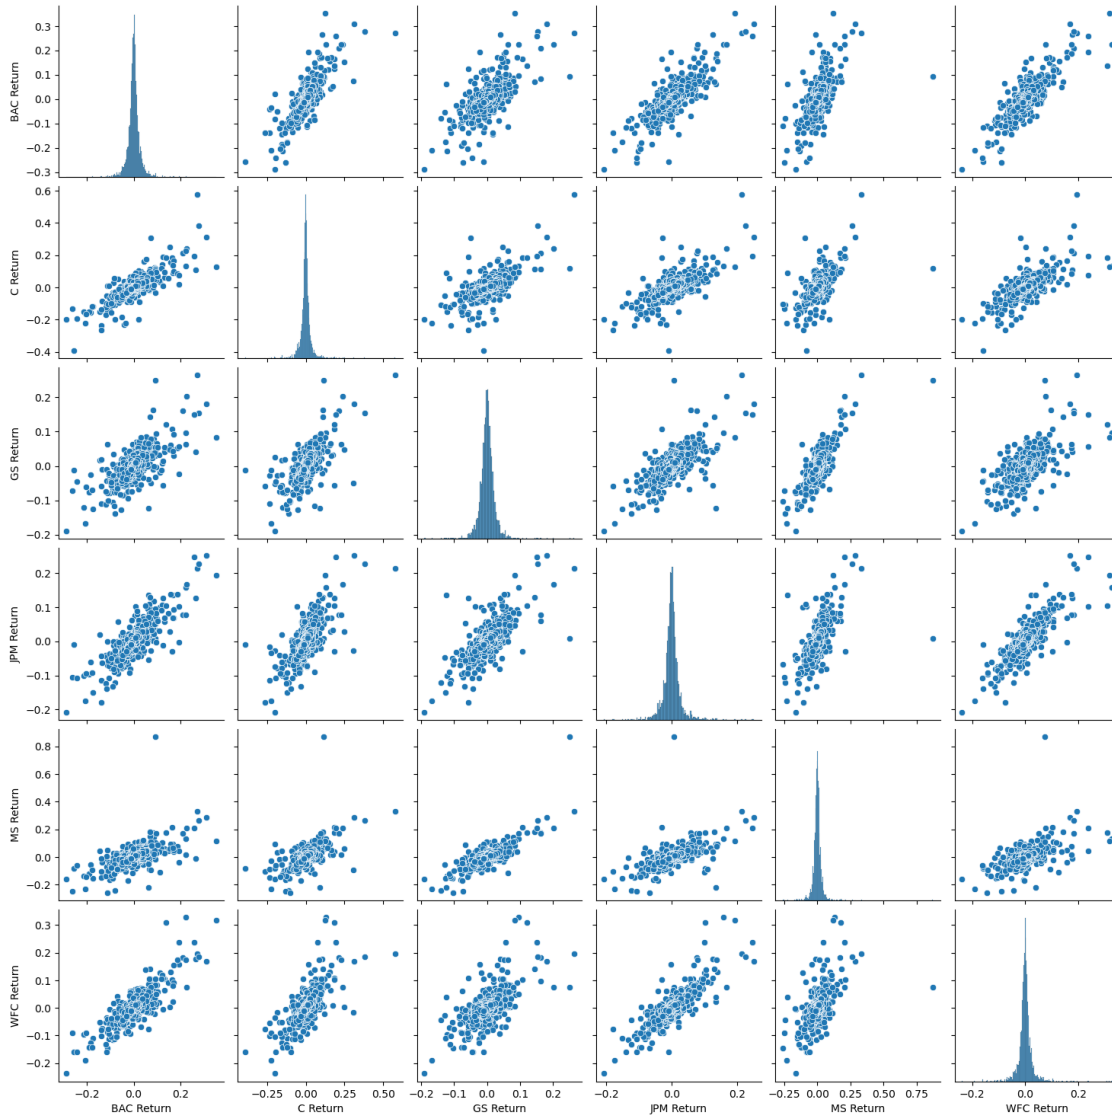 0.3
0.2
0.1
0.0
−0.1
−0.2
−0.3
BAC Return
0.6
0.4
0.2
0.0
−0.2
−0.4
C Return
0.2
0.1
0.0
−0.1
−0.2
GS Return
0.2
0.1
0.0
−0.1
−0.2
JPM Return
0.8
0.6
0.4
0.2
0.0
−0.2
MS Return
0.3
0.2
0.1
0.0
−0.1
−0.2
WFC Return
−0.2 0.0 0.2
BAC Return
−0.25 0.00 0.25 0.50
C Return
−0.2 −0.1 0.0 0.1 0.2
GS Return
−0.2 0.0 0.2
JPM Return
−0.25 0.00 0.25 0.50 0.75
MS Return
−0.2 0.0 0.2
WFC Return